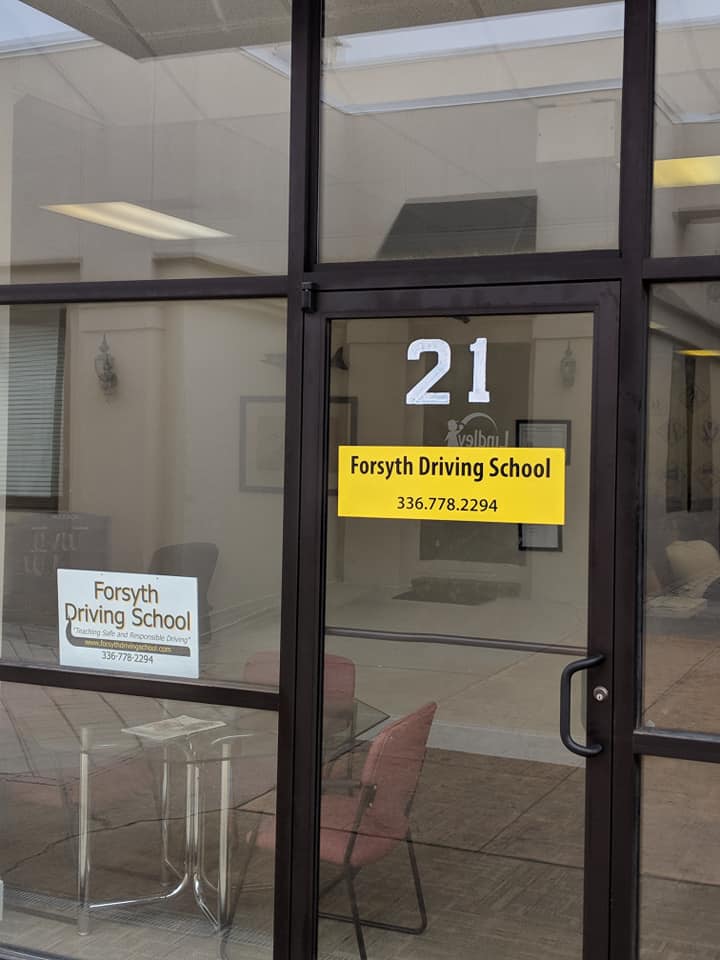 21
Lindley
Forsyth Driving School
336.778.2294
Forsyth
Driving School
"Teaching Safe and Responsible Driving"
www.forsythdrivingschool.com
336-778-2294